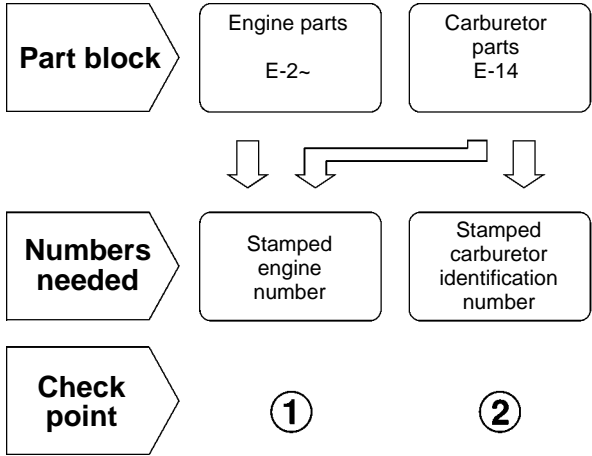 Part block
Engine parts
E-2~
Carburetor
parts
E-14
Numbers
needed
Stamped
engine
number
Stamped
carburetor
identification
number
Check
point
①
②